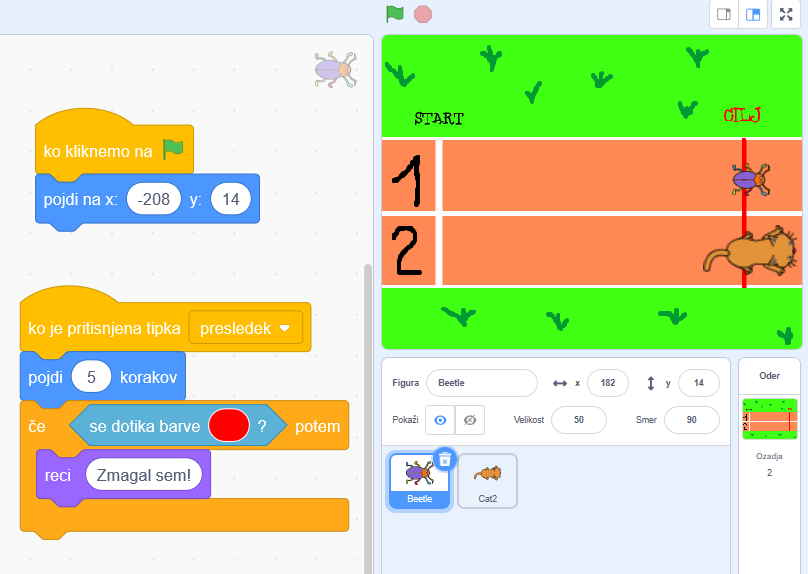 ko kliknemo na
pojdi na x: -208 y: 14
ko je pritisnjena tipka presledek
pojdi 5 korakov
če se dotika barve ? potem
reci Zmagal sem!
START
CILJ
1
2
Figura Beetle x 182 y 14
Pokaži Velikost 50 Smer 90
Beetle
Cat2
Oder
1
2
Ozadja
2